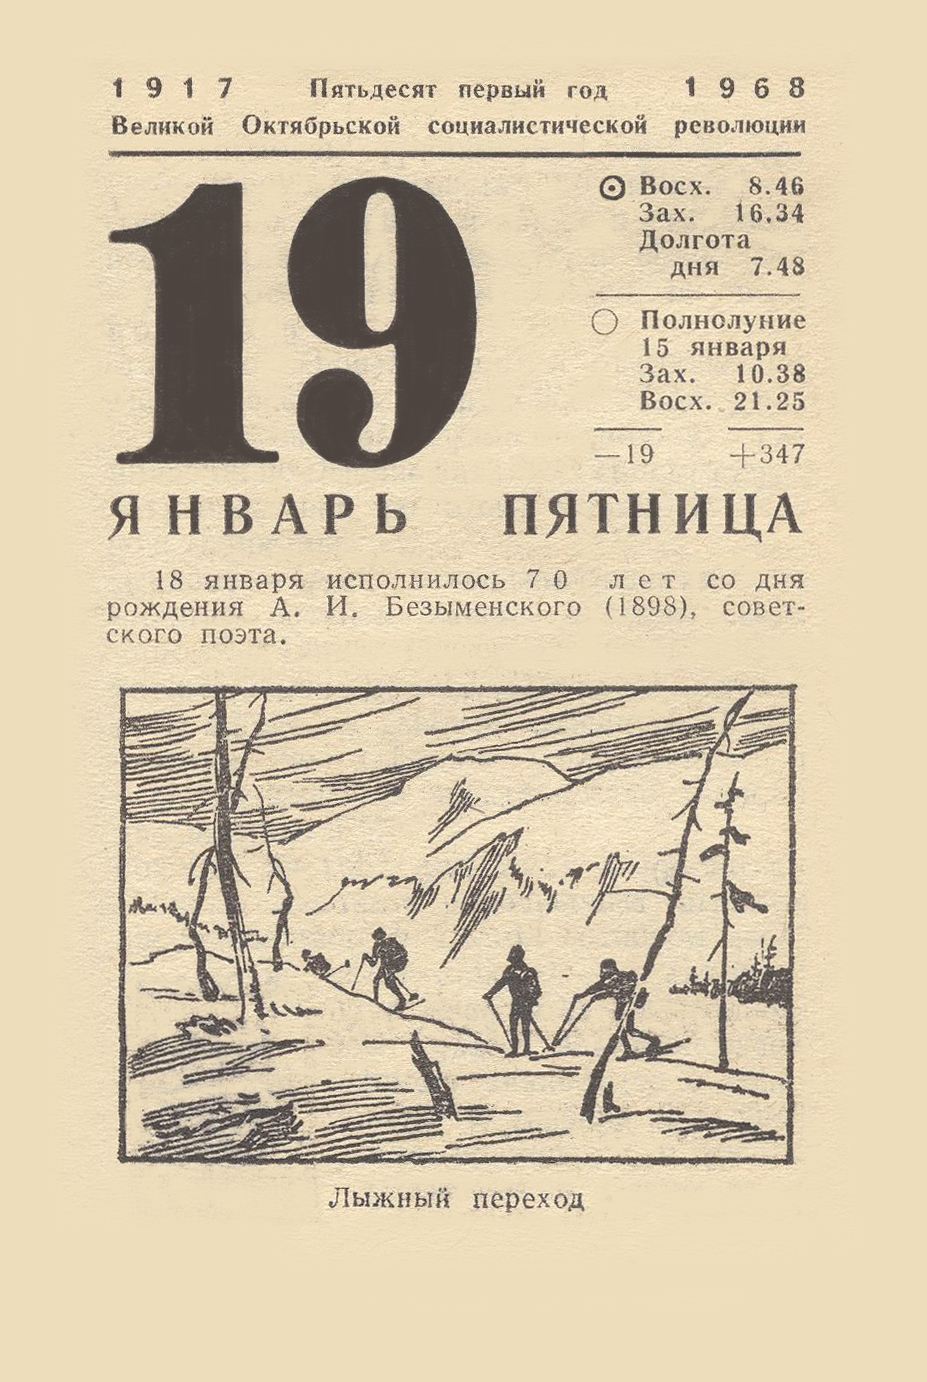 1917 Пятьдесят первый год 1968
Великой Октябрьской социалистической революции
19
Восх. 8.46
Зах. 16.34
Долгота
дня 7.48
Полнолуние
15 января
Зах. 10.38
Восх. 21.25
—19 +347
ЯНВАРЬ ПЯТНИЦА
18 января исполнилось 70 лет со дня
рождения А. И. Безыменского (1898), совет-
ского поэта.
Лыжный переход